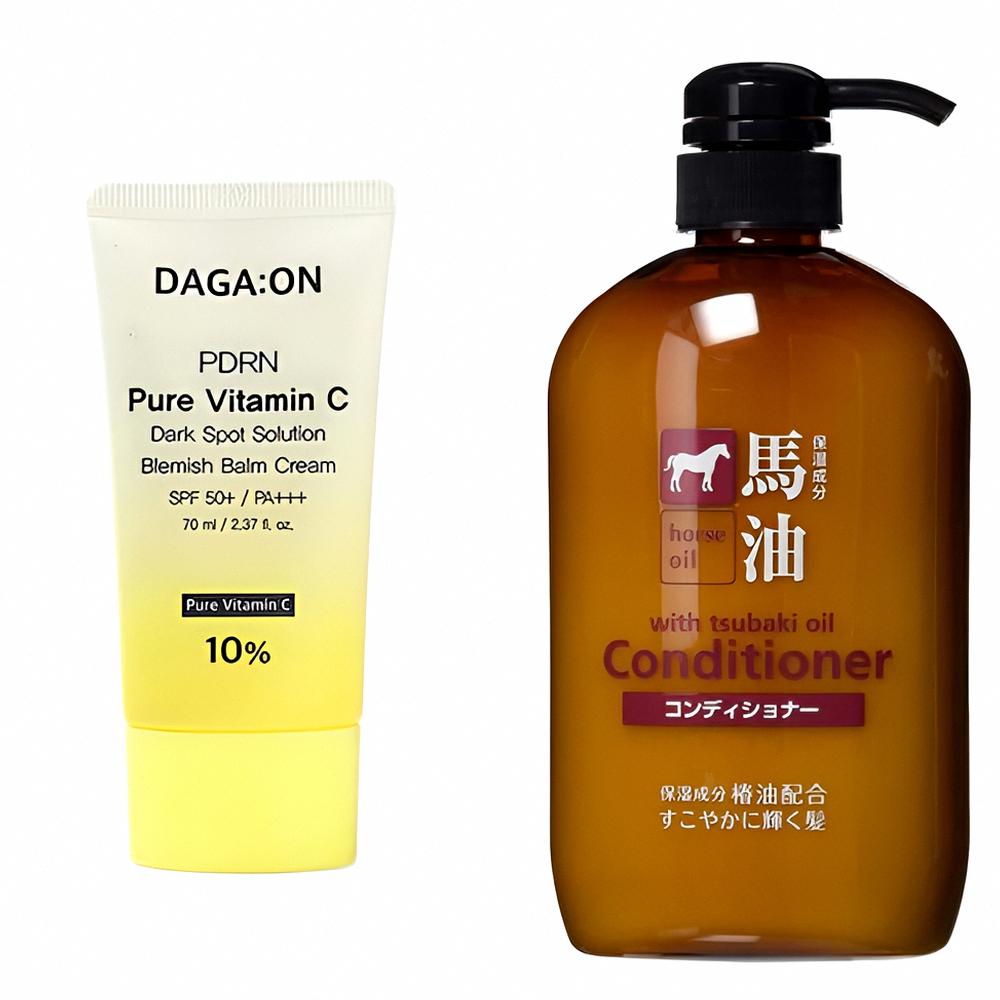 DAGA:ON
PDRN
Pure Vitamin C
Dark Spot Solution
Blemish Balm Cream
SPF 50+ / PA+++
70 ml / 2.37 fl. oz.
Pure Vitamin C
10%
馬油
保湿成分
horse
oil
with tsubaki oil
Conditioner
コンディショナー
保湿成分 椿油配合
すこやかに輝く髪